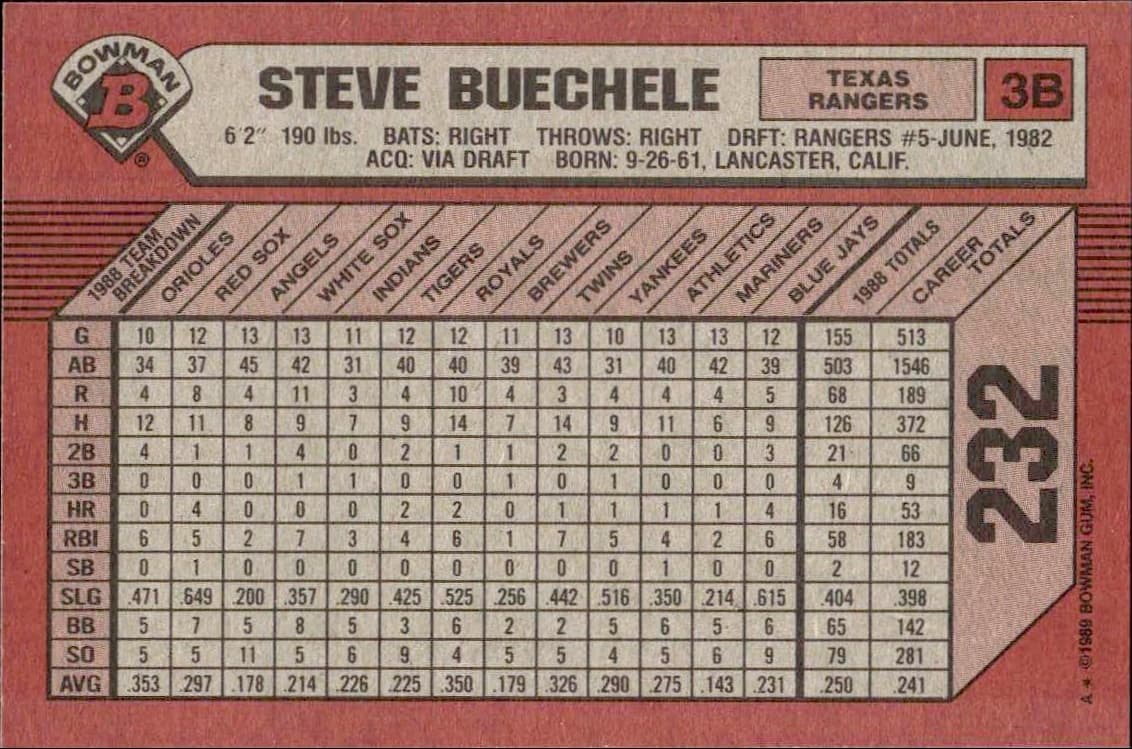 BOWMAN
B
®
STEVE BUECHELE
TEXAS
RANGERS
3B
6'2" 190 lbs. BATS: RIGHT THROWS: RIGHT DRFT: RANGERS #5-JUNE, 1982
ACQ: VIA DRAFT BORN: 9-26-61, LANCASTER, CALIF.
1988 TEAM BREAKDOWN ORIOLES RED SOX ANGELS WHITE SOX INDIANS TIGERS ROYALS BREWERS TWINS YANKEES ATHLETICS MARINERS BLUE JAYS 1988 TOTALS CAREER TOTALS
G 10 12 13 13 11 12 12 11 13 10 13 13 12 155 513
AB 34 37 45 42 31 40 40 39 43 31 40 42 39 503 1546
R 4 8 4 11 3 4 10 4 3 4 4 4 5 68 189
H 12 11 8 9 7 9 14 7 14 9 11 6 9 126 372
2B 4 1 1 4 0 2 1 1 2 2 0 0 3 21 66
3B 0 0 0 1 1 0 0 1 0 1 0 0 0 4 9
HR 0 4 0 0 0 2 2 0 1 1 1 1 4 16 53
RBI 6 5 2 7 3 4 6 1 7 5 4 2 6 58 183
SB 0 1 0 0 0 0 0 0 0 0 1 0 0 2 12
SLG .471 .649 .200 .357 .290 .425 .525 .256 .442 .516 .350 .214 .615 .404 .398
BB 5 7 5 8 5 3 6 2 2 5 6 5 6 65 142
SO 5 5 11 5 6 9 4 5 5 4 5 6 9 79 281
AVG .353 .297 .178 .214 .226 .225 .350 .179 .326 .290 .275 .143 .231 .250 .241
232
A * ©1989 BOWMAN GUM, INC.